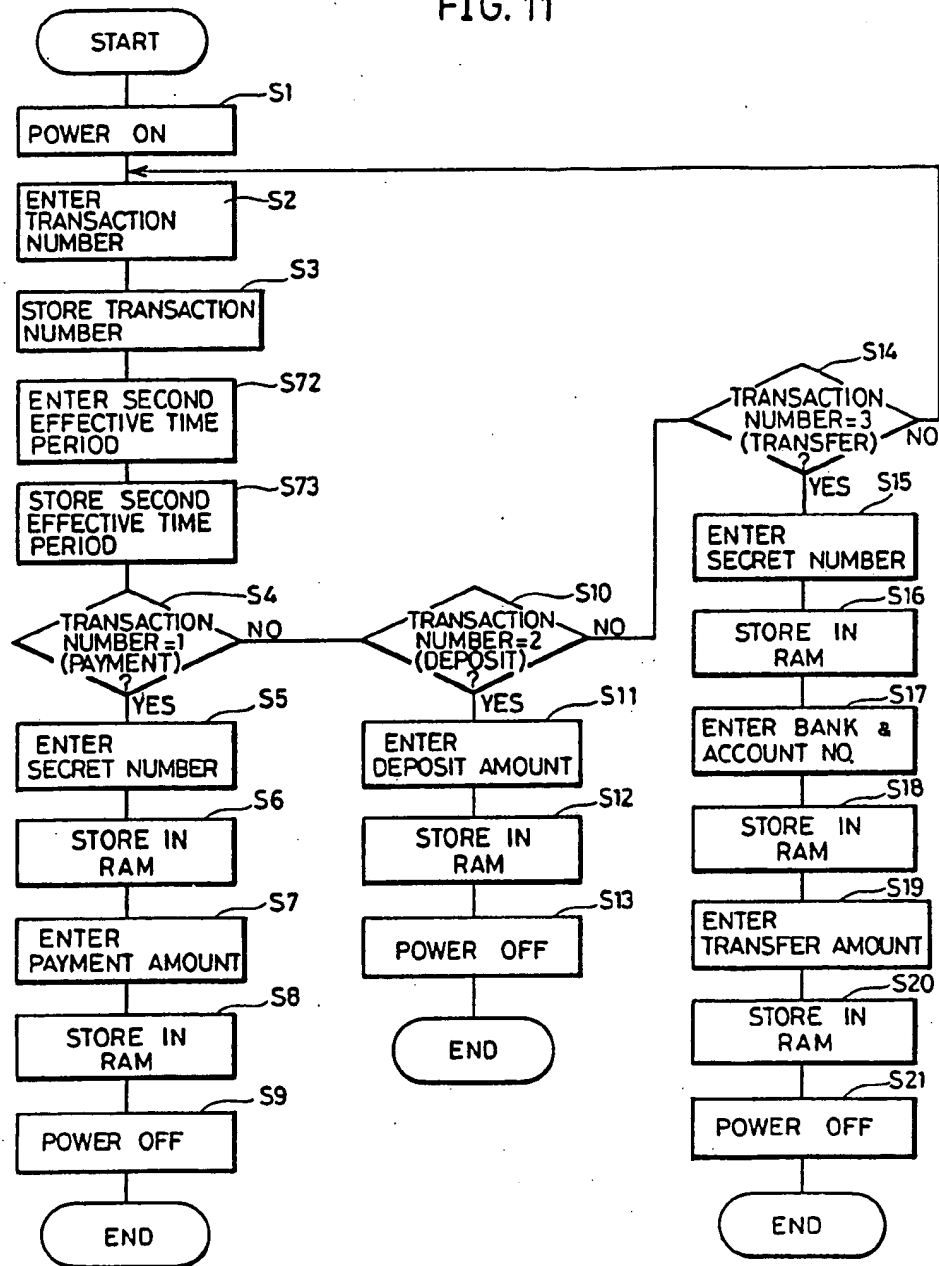 FIG. 11
START
S1
POWER ON
S2
ENTER
TRANSACTION
NUMBER
S3
STORE TRANSACTION
NUMBER
S72
ENTER SECOND
EFFECTIVE TIME
PERIOD
S73
STORE SECOND
EFFECTIVE TIME
PERIOD
S4
TRANSACTION
NUMBER=1
(PAYMENT)
?
NO
YES
S5
ENTER
SECRET NUMBER
S6
STORE IN
RAM
S7
ENTER
PAYMENT AMOUNT
S8
STORE IN
RAM
S9
POWER OFF
END
S10
TRANSACTION
NUMBER=2
(DEPOSIT)
?
NO
YES
S11
ENTER
DEPOSIT AMOUNT
S12
STORE IN
RAM
S13
POWER OFF
END
S14
TRANSACTION
NUMBER=3
(TRANSFER)
?
NO
YES
S15
ENTER
SECRET NUMBER
S16
STORE IN
RAM
S17
ENTER BANK &
ACCOUNT NO.
S18
STORE IN
RAM
S19
ENTER
TRANSFER AMOUNT
S20
STORE IN
RAM
S21
POWER OFF
END